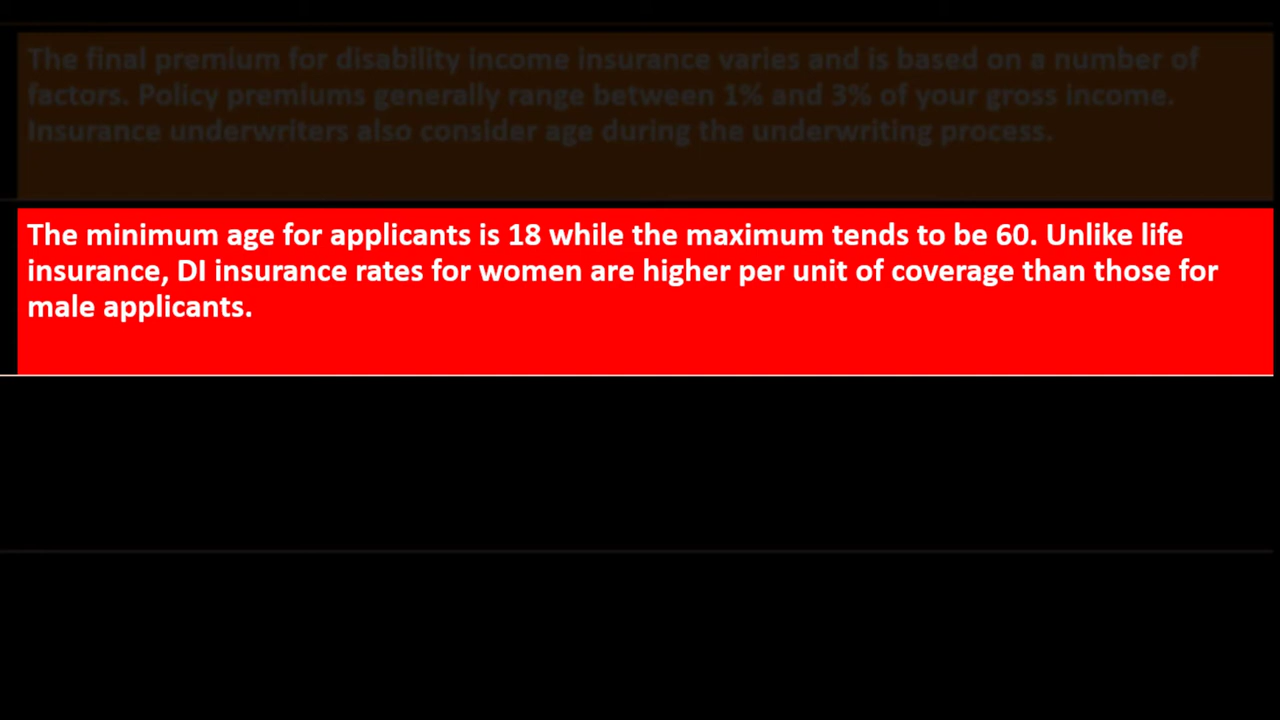 The final premium for disability income insurance varies and is based on a number of
factors. Policy premiums generally range between 1% and 3% of your gross income.
Insurance underwriters also consider age during the underwriting process.
The minimum age for applicants is 18 while the maximum tends to be 60. Unlike life
insurance, DI insurance rates for women are higher per unit of coverage than those for
male applicants.